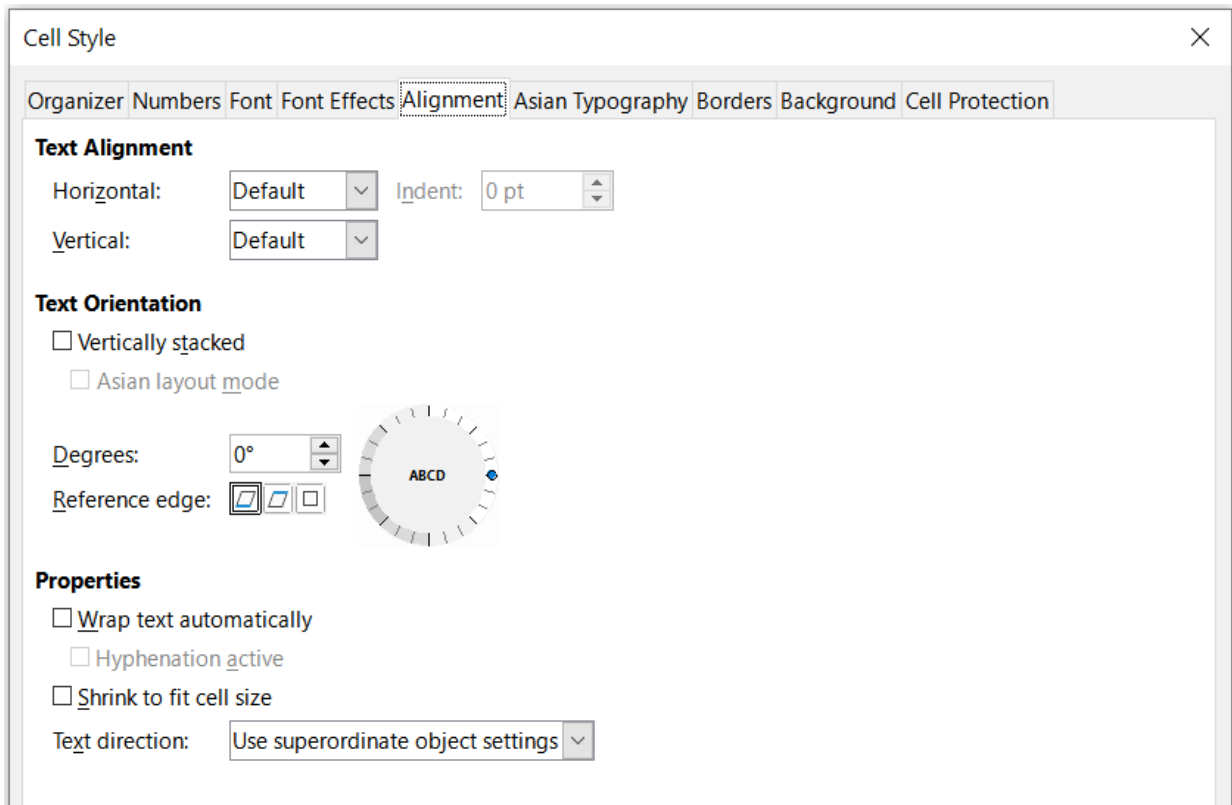 Cell Style
Organizer Numbers Font Font Effects Alignment Asian Typography Borders Background Cell Protection
Text Alignment
Horizontal: Default Indent: 0 pt
Vertical: Default
Text Orientation
Vertically stacked
Asian layout mode
Degrees: 0° ABCD
Reference edge:
Properties
Wrap text automatically
Hyphenation active
Shrink to fit cell size
Text direction: Use superordinate object settings